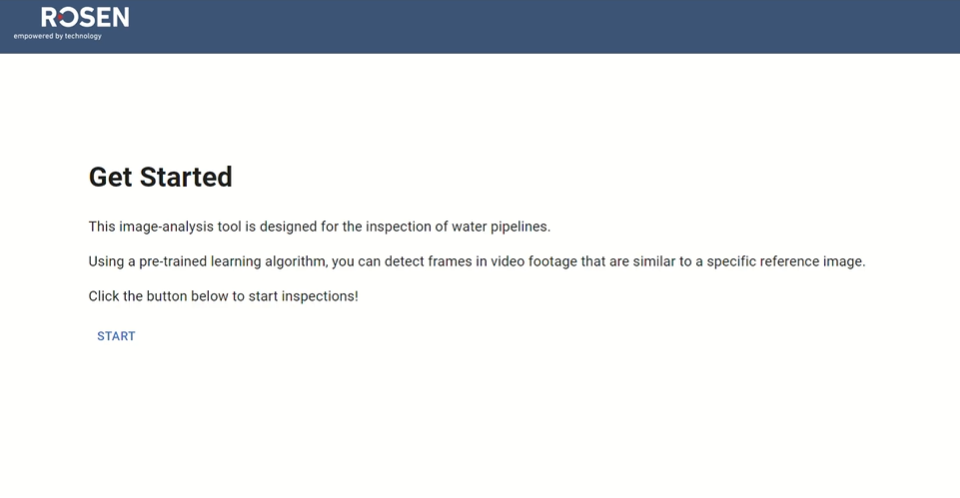 ROSEN
empowered by technology
Get Started
This image-analysis tool is designed for the inspection of water pipelines.
Using a pre-trained learning algorithm, you can detect frames in video footage that are similar to a specific reference image.
Click the button below to start inspections!
START